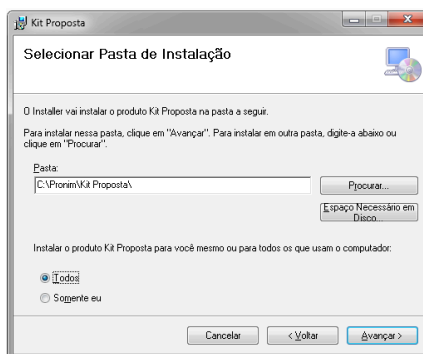 Kit Proposta
Selecionar Pasta de Instalação
O Installer vai instalar o produto Kit Proposta na pasta a seguir.
Para instalar nessa pasta, clique em "Avançar". Para instalar em outra pasta, digite-a abaixo ou
clique em "Procurar".
Pasta:
C:\Pronim\Kit Proposta\
Procurar...
Espaço Necessário em
Disco...
Instalar o produto Kit Proposta para você mesmo ou para todos os que usam o computador:
Todos
Somente eu
Cancelar
< Voltar
Avançar >